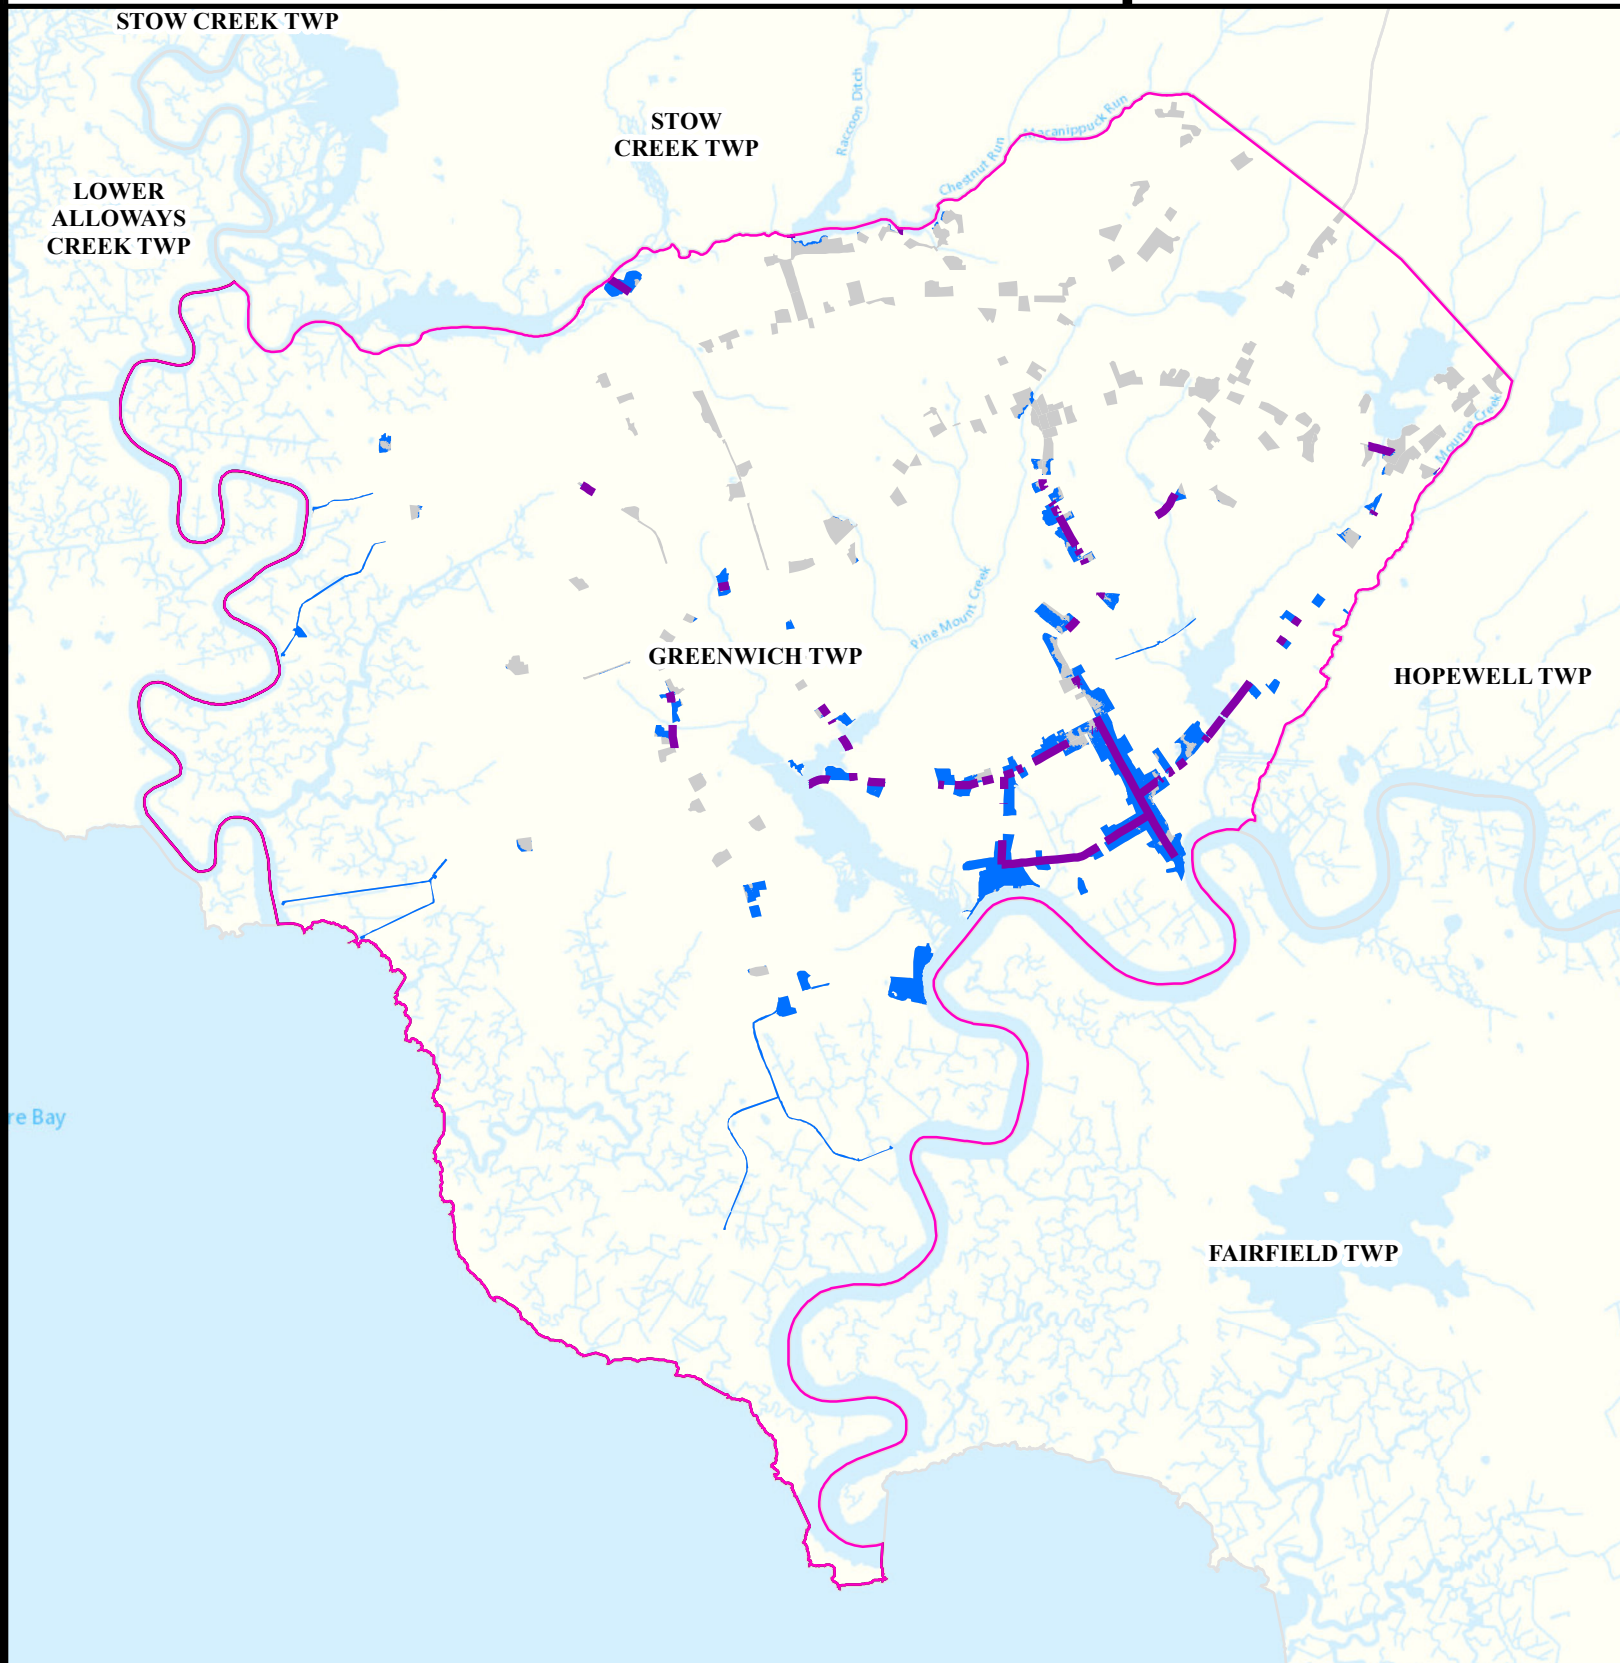 STOW CREEK TWP
STOW
CREEK TWP
Raccoon Ditch
Macanippuck Run
Chestnut Run
LOWER
ALLOWAYS
CREEK TWP
Mounce Creek
Pine Mount Creek
GREENWICH TWP
HOPEWELL TWP
re Bay
FAIRFIELD TWP